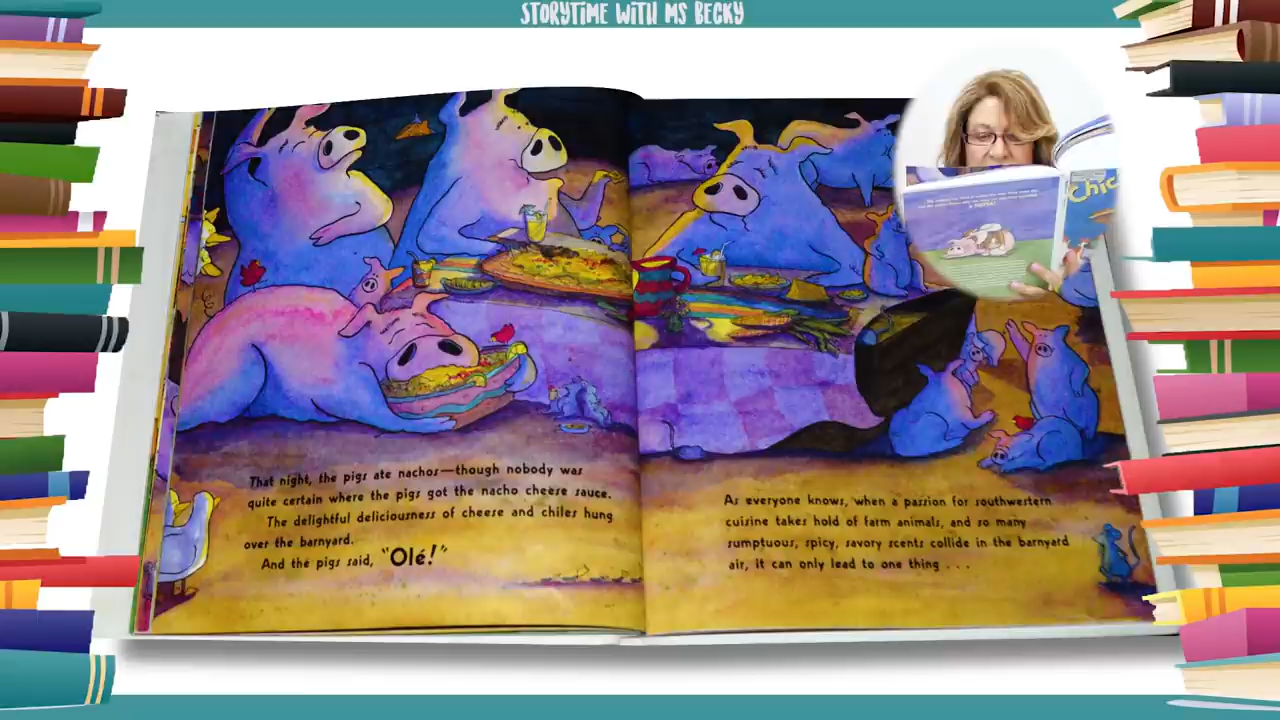 STORYTIME WITH MS BECKY
Chic
That night, the pigs ate nachos—though nobody was
quite certain where the pigs got the nacho cheese sauce.
The delightful deliciousness of cheese and chiles hung
over the barnyard.
And the pigs said, "Olé!"
As everyone knows, when a passion for southwestern
cuisine takes hold of farm animals, and so many
sumptuous, spicy, savory scents collide in the barnyard
air, it can only lead to one thing . . .